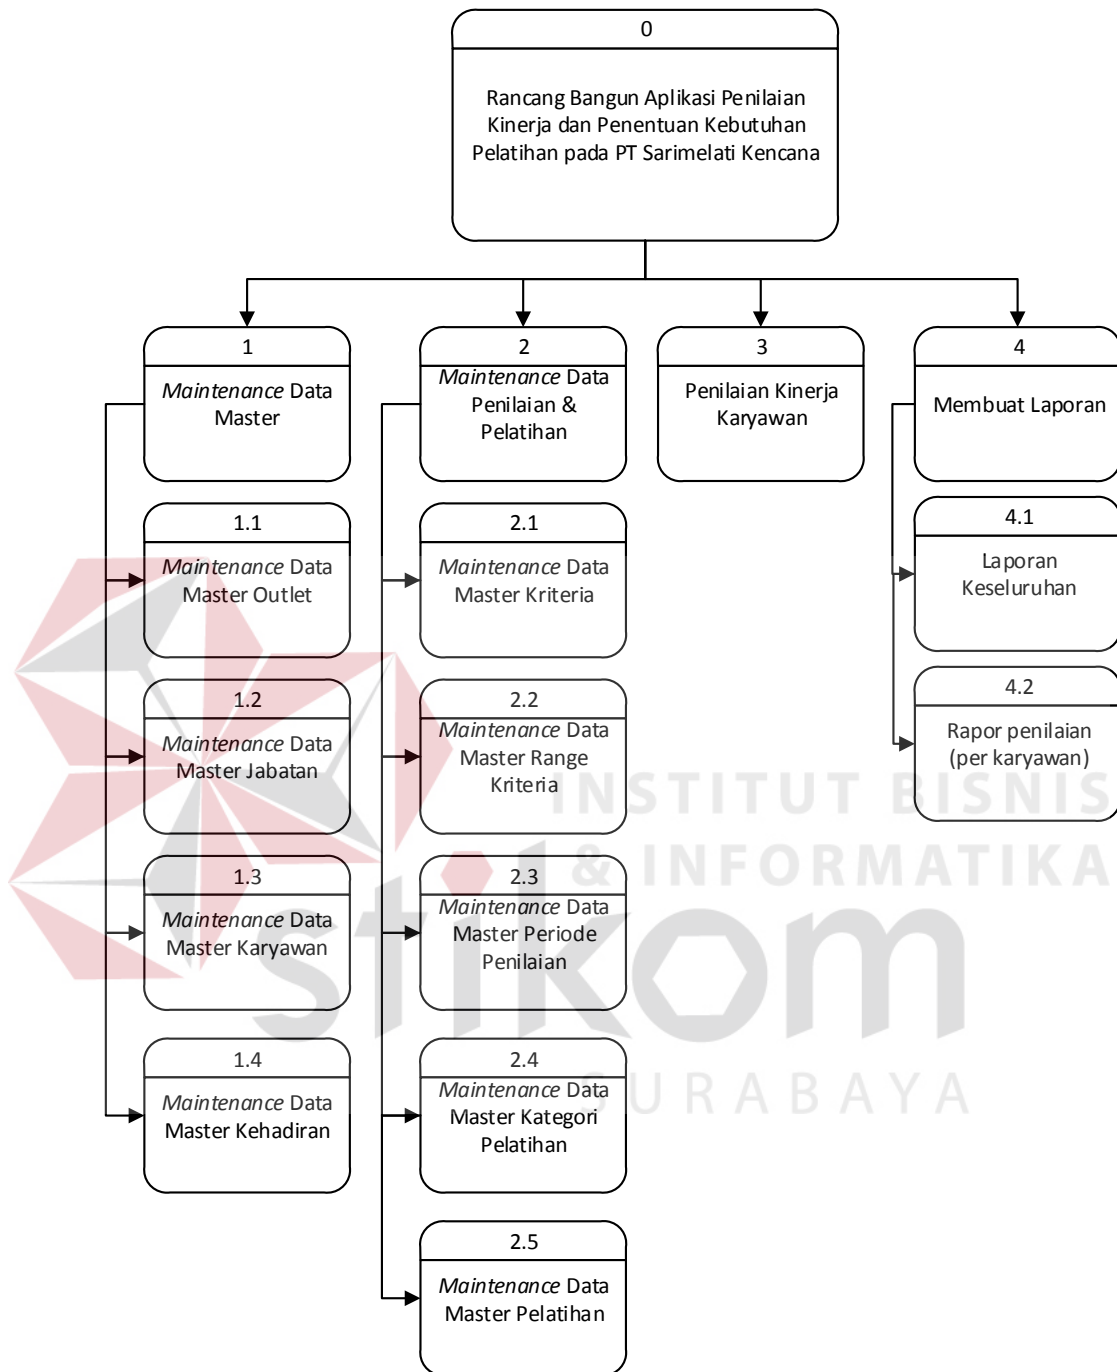 0
Rancang Bangun Aplikasi Penilaian
Kinerja dan Penentuan Kebutuhan
Pelatihan pada PT Sarimelati Kencana
1
Maintenance Data
Master
2
Maintenance Data
Penilaian &
Pelatihan
3
Penilaian Kinerja
Karyawan
4
Membuat Laporan
1.1
Maintenance Data
Master Outlet
1.2
Maintenance Data
Master Jabatan
1.3
Maintenance Data
Master Karyawan
1.4
Maintenance Data
Master Kehadiran
2.1
Maintenance Data
Master Kriteria
2.2
Maintenance Data
Master Range
Kriteria
2.3
Maintenance Data
Master Periode
Penilaian
2.4
Maintenance Data
Master Kategori
Pelatihan
2.5
Maintenance Data
Master Pelatihan
4.1
Laporan
Keseluruhan
4.2
Rapor penilaian
(per karyawan)
INSTITUT BISNIS
& INFORMATIKA
stikom
SURABAYA